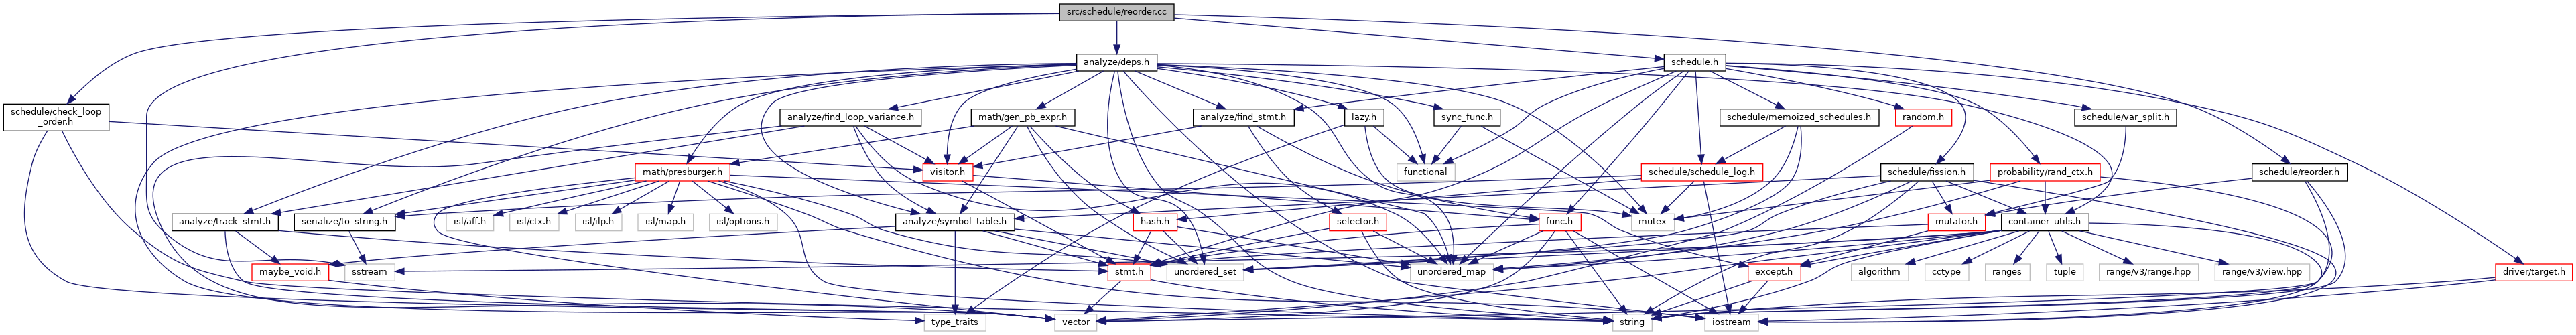 src/schedule/reorder.cc
analyze/deps.h
schedule.h
schedule/check_loop
_order.h
analyze/find_loop_variance.h
math/gen_pb_expr.h
analyze/find_stmt.h
lazy.h
sync_func.h
schedule/memoized_schedules.h
random.h
schedule/var_split.h
math/presburger.h
visitor.h
functional
schedule/schedule_log.h
schedule/fission.h
probability/rand_ctx.h
schedule/reorder.h
analyze/track_stmt.h
serialize/to_string.h
isl/aff.h
isl/ctx.h
isl/ilp.h
isl/map.h
isl/options.h
analyze/symbol_table.h
hash.h
selector.h
func.h
mutex
mutator.h
container_utils.h
maybe_void.h
sstream
stmt.h
unordered_set
unordered_map
except.h
algorithm
cctype
ranges
tuple
range/v3/range.hpp
range/v3/view.hpp
driver/target.h
type_traits
vector
string
iostream